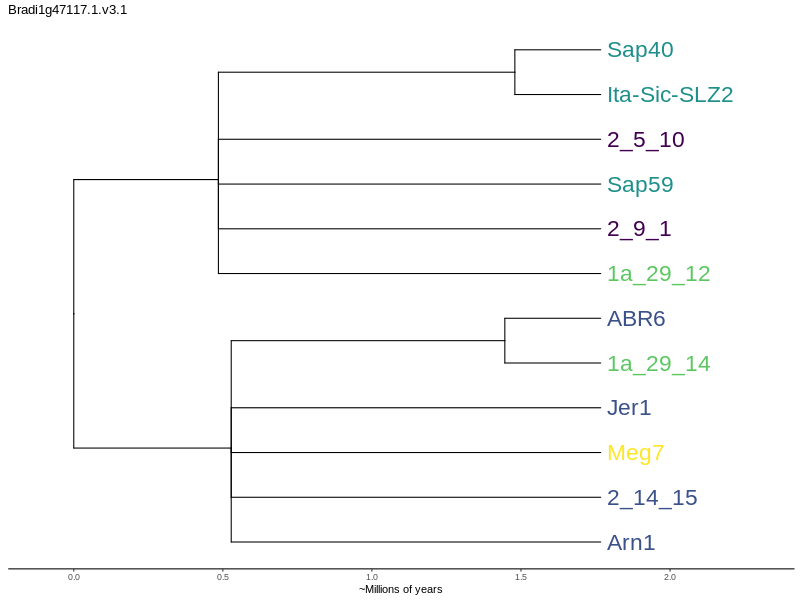 Bradi1g47117.1.v3.1
Sap40
Ita-Sic-SLZ2
2_5_10
Sap59
2_9_1
1a_29_12
ABR6
1a_29_14
Jer1
Meg7
2_14_15
Arn1
0.0 0.5 1.0 1.5 2.0
~Millions of years